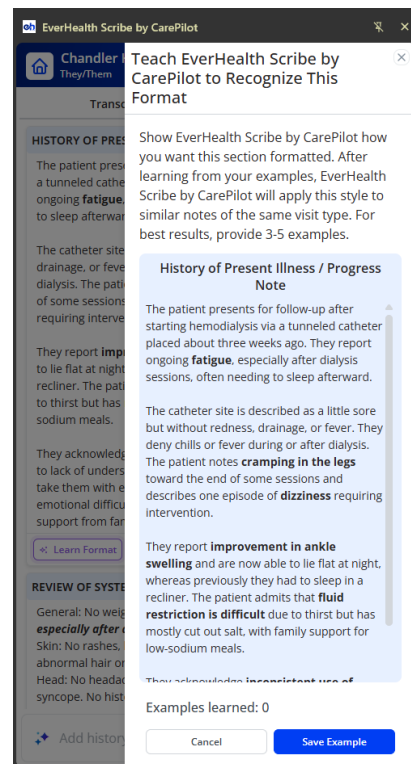 eh EverHealth Scribe by CarePilot
Chandler
They/Them
Teach EverHealth Scribe by
CarePilot to Recognize This
Format
Show EverHealth Scribe by CarePilot how
you want this section formatted. After
learning from your examples, EverHealth
Scribe by CarePilot will apply this style to
similar notes of the same visit type. For
best results, provide 3-5 examples.
History of Present Illness / Progress
Note
The patient presents for follow-up after
starting hemodialysis via a tunneled catheter
placed about three weeks ago. They report
ongoing fatigue, especially after dialysis
sessions, often needing to sleep afterward.
The catheter site is described as a little sore
but without redness, drainage, or fever. They
deny chills or fever during or after dialysis.
The patient notes cramping in the legs
toward the end of some sessions and
describes one episode of dizziness requiring
intervention.
They report improvement in ankle
swelling and are now able to lie flat at night,
whereas previously they had to sleep in a
recliner. The patient admits that fluid
restriction is difficult due to thirst but has
mostly cut out salt, with family support for
low-sodium meals.
They acknowledge inconsistent use of
Examples learned: 0
Cancel
Save Example
Transc
HISTORY OF PRES
The patient pres
a tunneled cathe
ongoing fatigue,
to sleep afterwar
The catheter site
drainage, or feve
dialysis. The pati
of some sessions
requiring interve
They report imp
to lie flat at night
recliner. The pati
to thirst but has
sodium meals.
They acknowledg
to lack of unders
take them with e
emotional difficu
support from far
Learn Format
REVIEW OF SYSTE
General: No weig
especially after d
Skin: No rashes,
abnormal hair or
Head: No headac
syncope. No hist
Add history